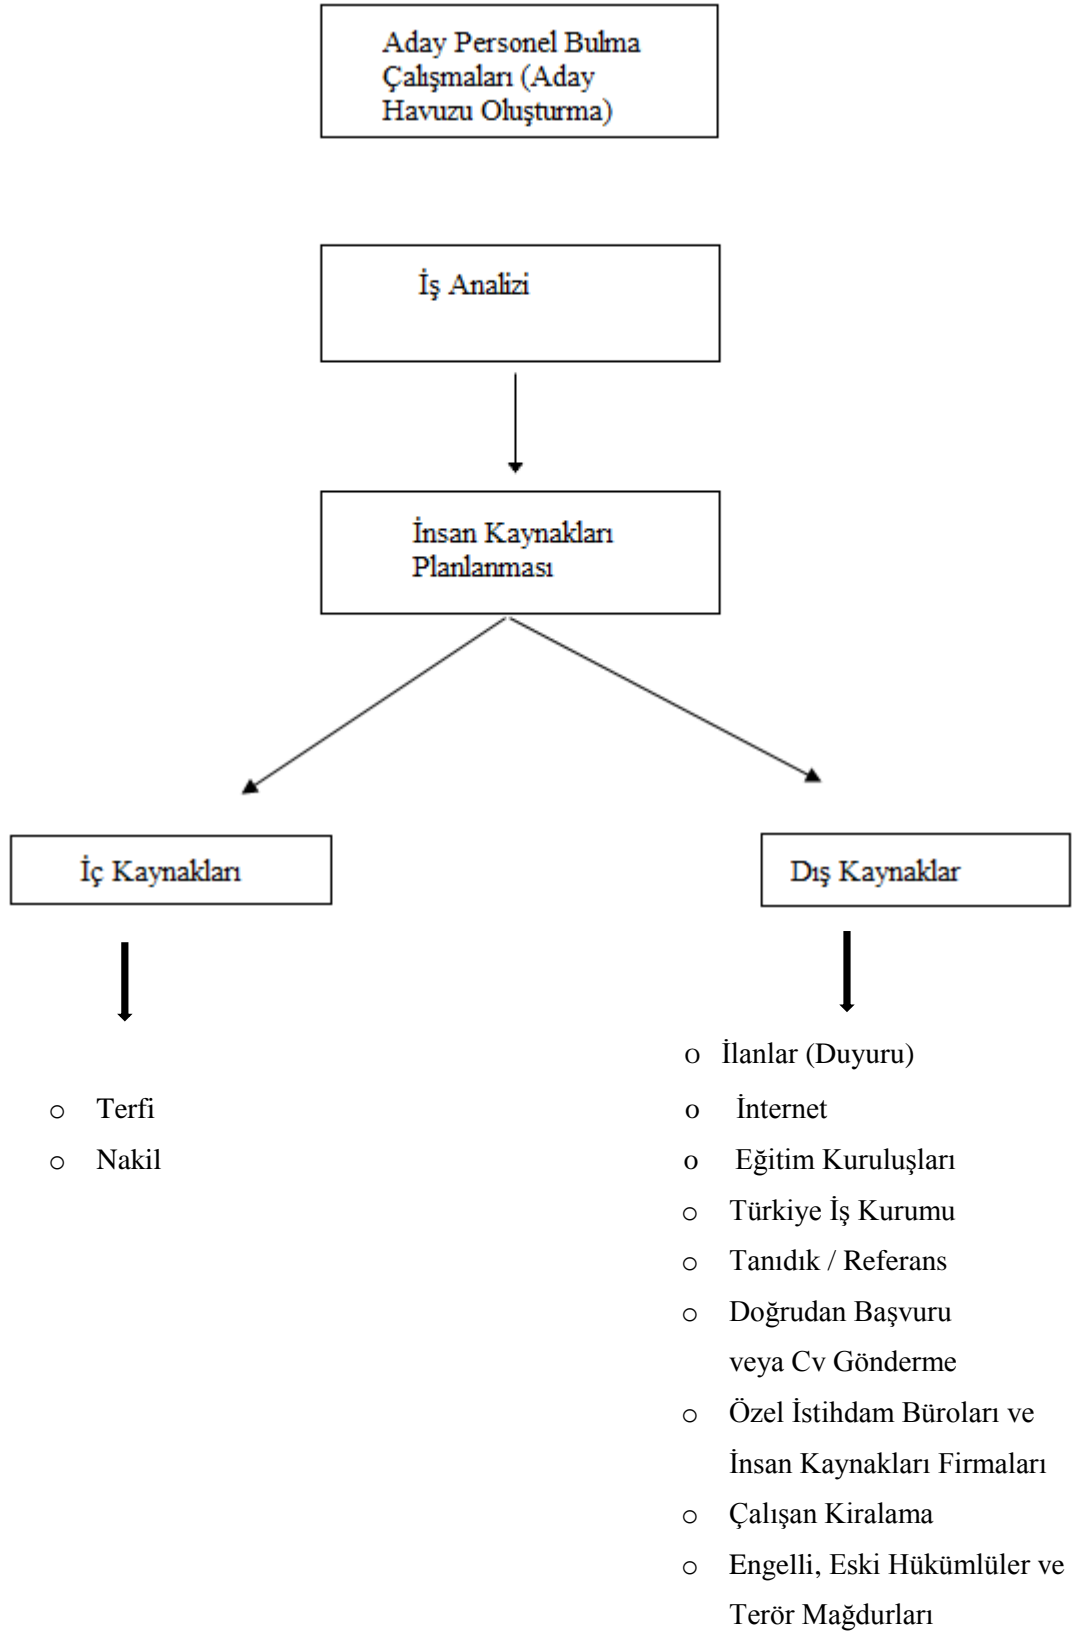 Aday Personel Bulma
Çalışmaları (Aday
Havuzu Oluşturma)
İş Analizi
İnsan Kaynakları
Planlanması
İç Kaynakları
Dış Kaynaklar
o Terfi
o Nakil
o İlanlar (Duyuru)
o İnternet
o Eğitim Kuruluşları
o Türkiye İş Kurumu
o Tanıdık / Referans
o Doğrudan Başvuru
veya Cv Gönderme
o Özel İstihdam Büroları ve
İnsan Kaynakları Firmaları
o Çalışan Kiralama
o Engelli, Eski Hükümlüler ve
Terör Mağdurları